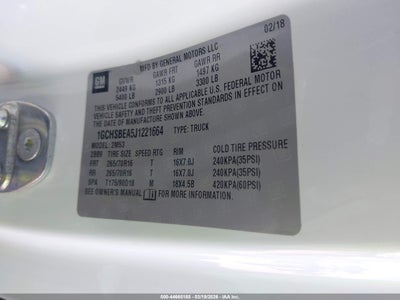 GM
MFD BY GENERAL MOTORS LLC
02/18
GVWR GAWR FRT GAWR RR
2449 KG 1315 KG 1497 KG
5400 LB 2900 LB 3300 LB
THIS VEHICLE CONFORMS TO ALL APPLICABLE U.S. FEDERAL MOTOR
VEHICLE SAFETY AND THEFT PREVENTION STANDARDS IN
EFFECT ON THE DATE OF MANUFACTURE SHOWN ABOVE.
1GCHSBEA5J1221664 TYPE: TRUCK
MODEL: 2M53
TIRE SIZE SPEED RTG RIM COLD TIRE PRESSURE
FRT 265/70R16 T 16X7.0J 240KPA(35PSI)
RR 265/70R16 T 16X7.0J 240KPA(35PSI)
SPA T175/90D18 M 18X4.5B 420KPA(60PSI)
SEE OWNER'S MANUAL FOR MORE INFORMATION.
500-44665185 - 03/19/2026 - IAA